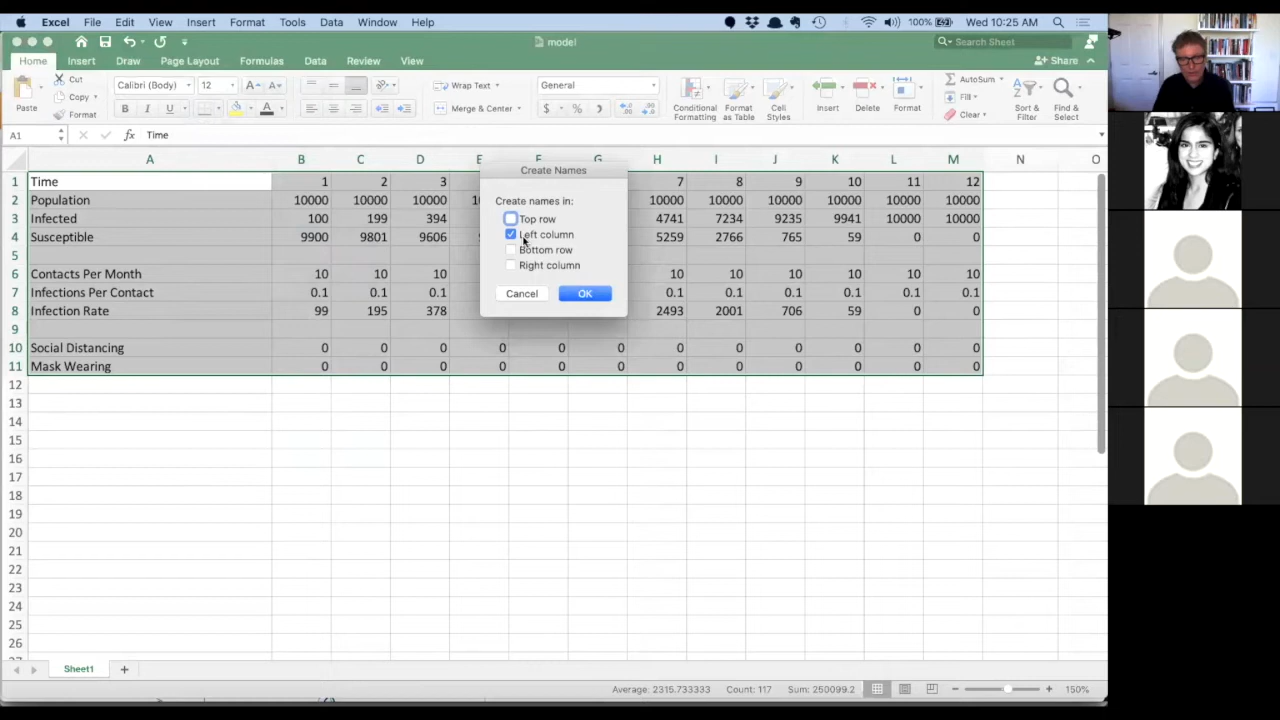 Excel File Edit View Insert Format Tools Data Window Help 100% Wed 10:25 AM
model Search Sheet
Home Insert Draw Page Layout Formulas Data Review View Share
Paste Cut Copy Format Calibri (Body) 12 A A Wrap Text General Conditional Formatting Format as Table Cell Styles Insert Delete Format AutoSum Fill Clear Sort & Filter Find & Select
B I U A Merge & Center $ % )
A1 fx Time
A B C D E F G H I J K L M N O
1 Time 1 2 3 7 8 9 10 11 12
2 Population 10000 10000 10000 10000 10000 10000 10000 10000 10000
3 Infected 100 199 394 4741 7234 9235 9941 10000 10000
4 Susceptible 9900 9801 9606 5259 2766 765 59 0 0
5
6 Contacts Per Month 10 10 10 10 10 10 10 10 10
7 Infections Per Contact 0.1 0.1 0.1 0.1 0.1 0.1 0.1 0.1 0.1
8 Infection Rate 99 195 378 2493 2001 706 59 0 0
9
10 Social Distancing 0 0 0 0 0 0 0 0 0 0 0 0
11 Mask Wearing 0 0 0 0 0 0 0 0 0 0 0 0
12
13
14
15
16
17
18
19
20
21
22
23
24
25
26
Create Names
Create names in:
Top row
Left column
Bottom row
Right column
Cancel OK
Sheet1 +
Average: 2315.733333 Count: 117 Sum: 250099.2 150%